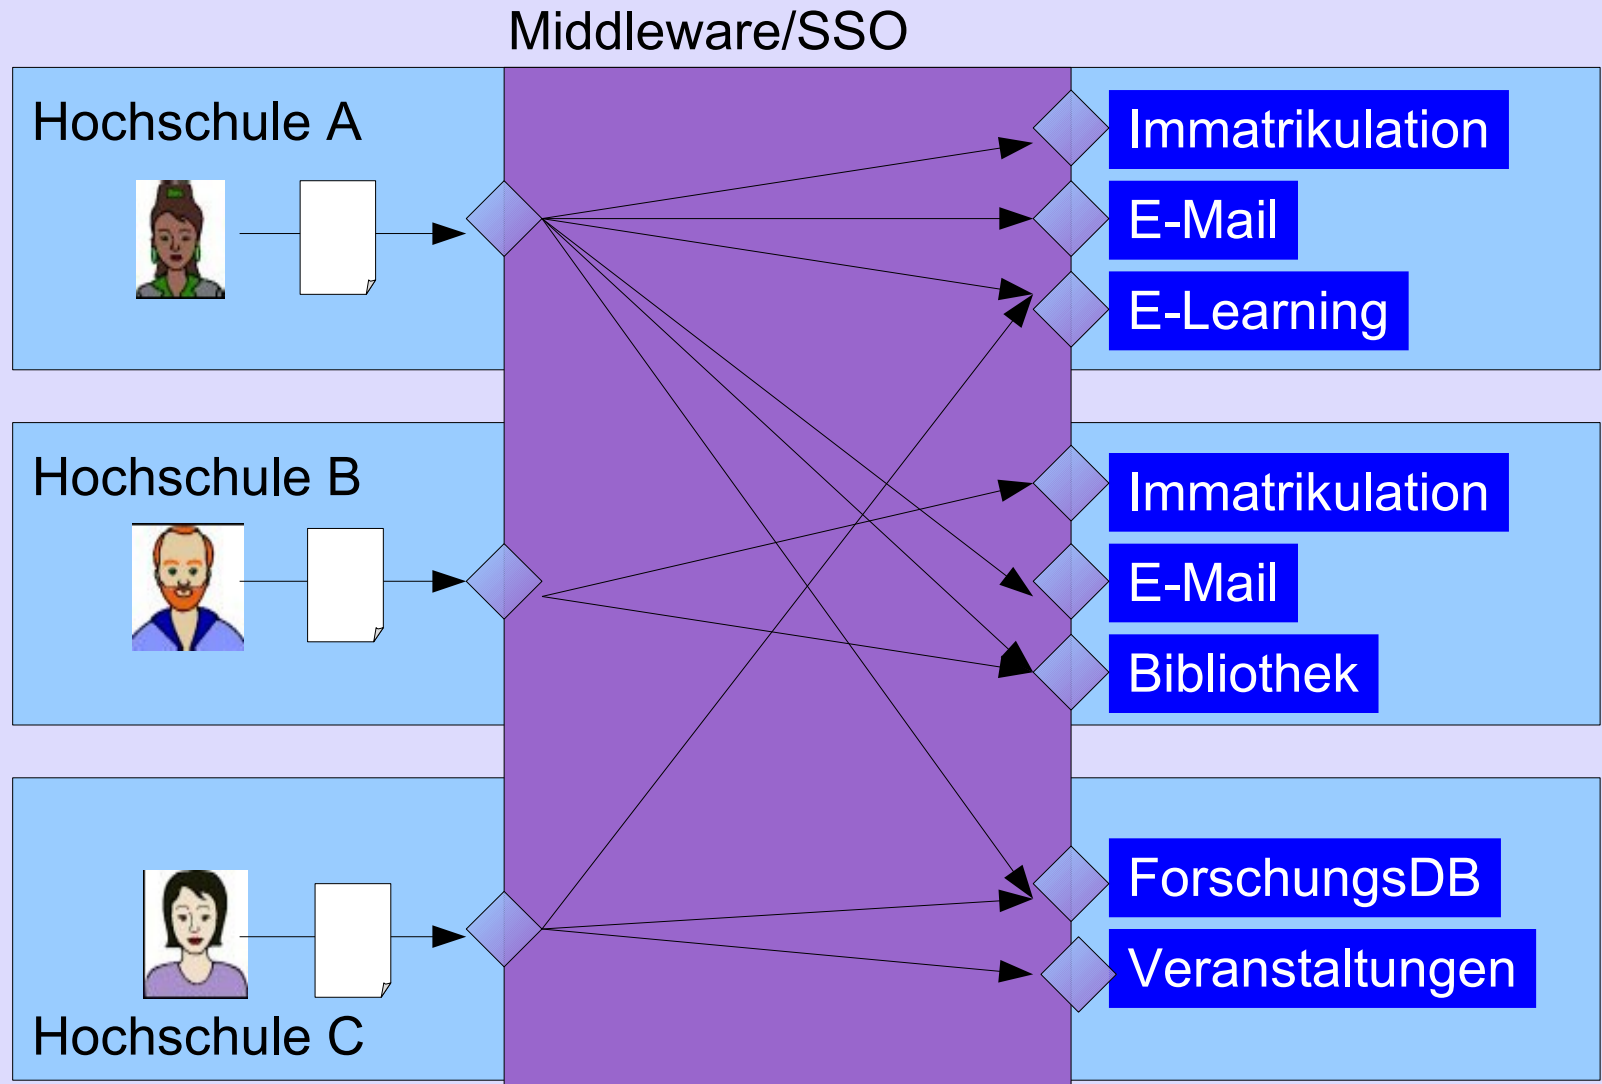 Middleware/SSO
Hochschule A
Immatrikulation
E-Mail
E-Learning
Hochschule B
Immatrikulation
E-Mail
Bibliothek
ForschungsDB
Veranstaltungen
Hochschule C